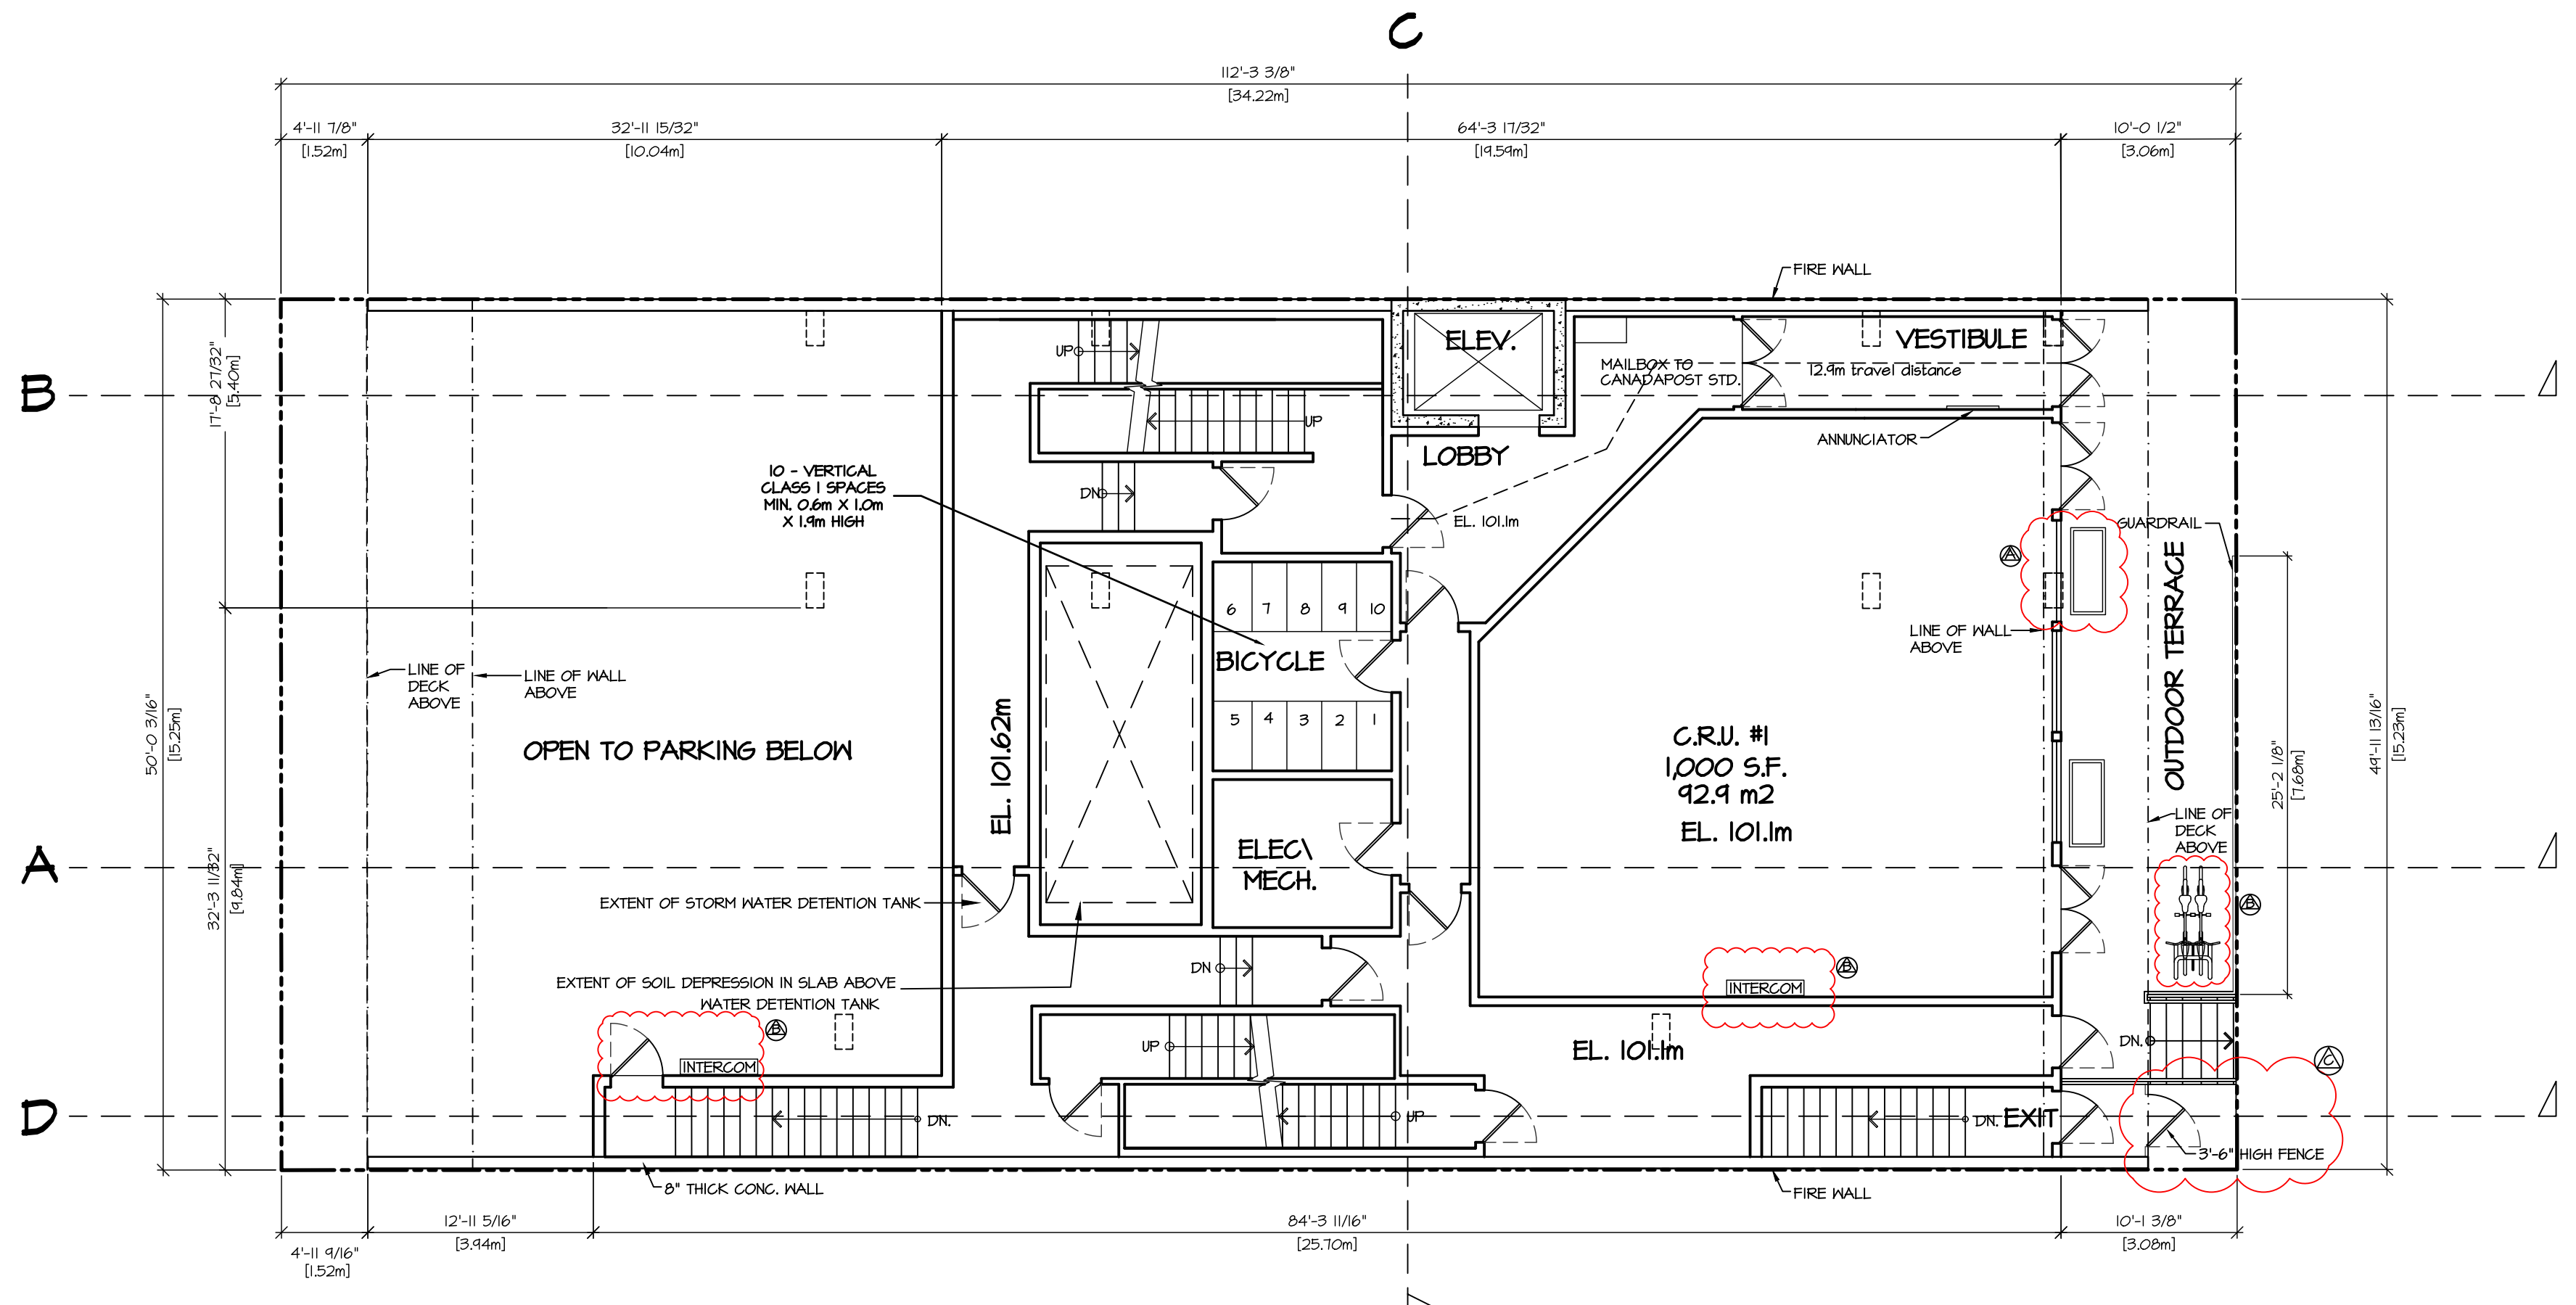 C
112'-3 3/8"
[34.22m]
4'-11 7/8"
[1.52m]
32'-11 15/32"
[10.04m]
64'-3 17/32"
[19.59m]
10'-0 1/2"
[3.06m]
FIRE WALL
ELEV.
VESTIBULE
UP
MAILBOX TO
CANADAPOST STD.
12.9m travel distance
17'-8 27/32"
[5.40m]
B
UP
ANNUNCIATOR
LOBBY
10 - VERTICAL
CLASS 1 SPACES
MIN. 0.6m X 1.0m
X 1.9m HIGH
DN
EL. 101.1m
GUARDRAIL
A
6 7 8 9 10
LINE OF WALL
ABOVE
OUTDOOR TERRACE
BICYCLE
LINE OF
DECK
ABOVE
LINE OF WALL
ABOVE
5 4 3 2 1
50'-0 3/16"
[15.25m]
OPEN TO PARKING BELOW
EL. 101.62m
C.R.U. #1
1,000 S.F.
92.9 m2
EL. 101.1m
25'-2 1/8"
[7.68m]
49'-11 13/16"
[15.23m]
LINE OF
DECK
ABOVE
ELEC\
MECH.
A
32'-3 11/32"
[9.84m]
EXTENT OF STORM WATER DETENTION TANK
B
DN
B
EXTENT OF SOIL DEPRESSION IN SLAB ABOVE
WATER DETENTION TANK
INTERCOM
B
UP
EL. 101.1m
DN.
INTERCOM
C
D
DN.
UP
DN.
EXIT
3'-6" HIGH FENCE
8" THICK CONC. WALL
FIRE WALL
4'-11 9/16"
[1.52m]
12'-11 5/16"
[3.94m]
84'-3 11/16"
[25.70m]
10'-1 3/8"
[3.08m]